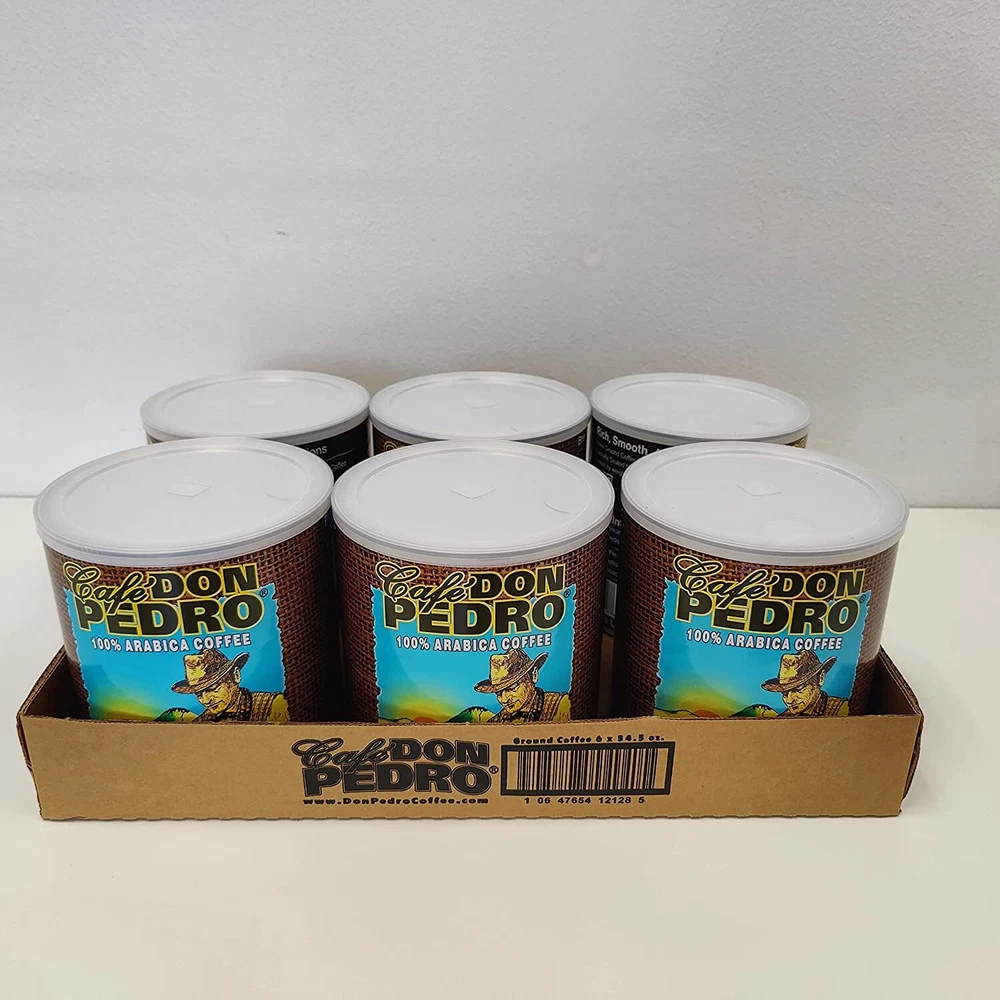 Rich, Smooth
Café DON
PEDRO®
100% ARABICA COFFEE
Café DON
PEDRO®
100% ARABICA COFFEE
Café DON
PEDRO®
100% ARABICA COFFEE
Café DON
PEDRO®
www.DonPedroCoffee.com
Ground Coffee 6 x 34.5 oz.
1 06 47654 12128 5